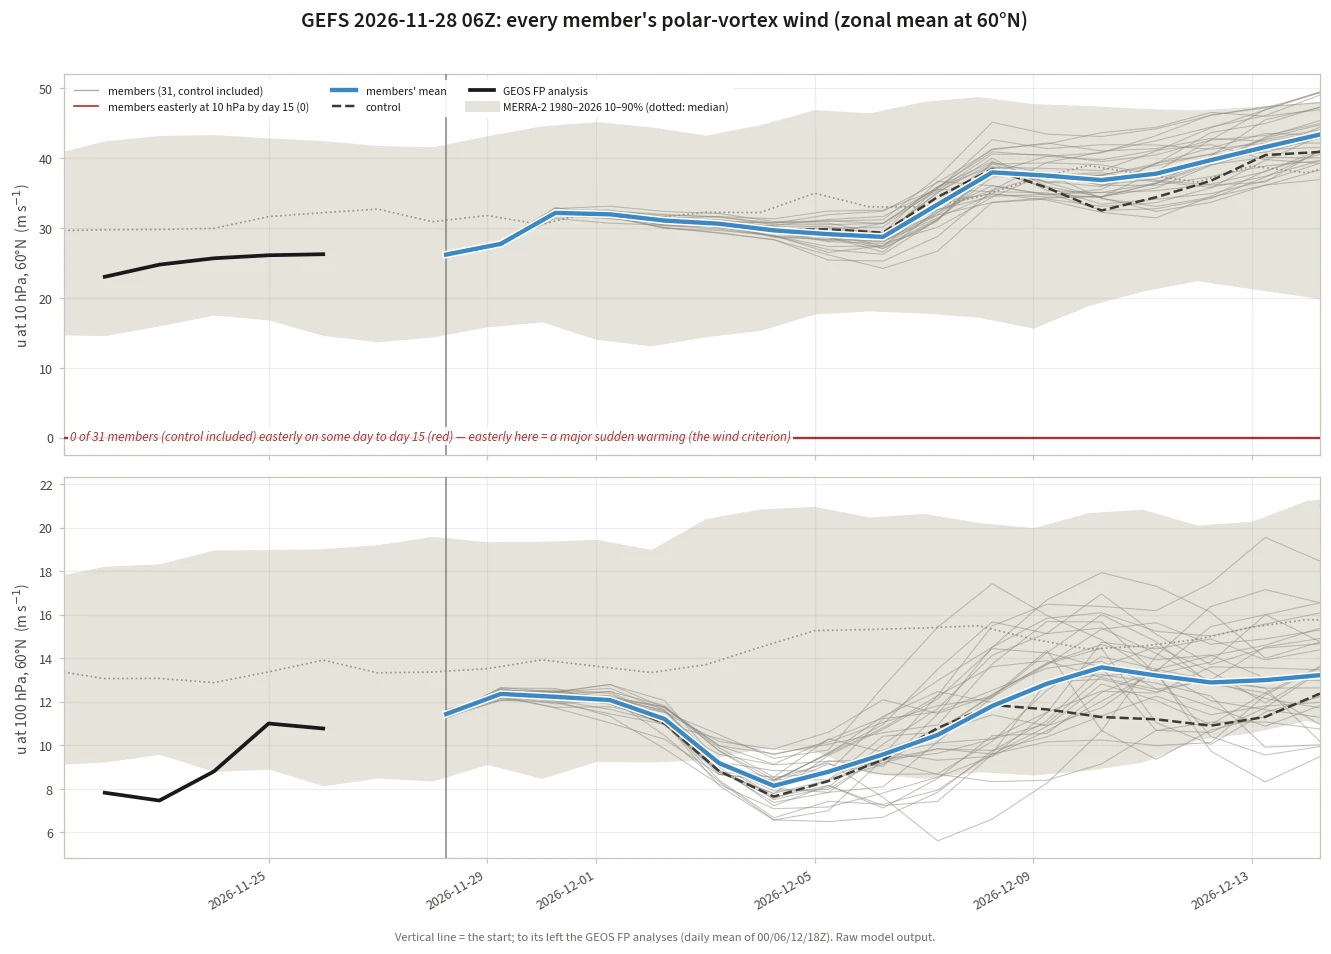 GEFS 2026-11-28 06Z: every member's polar-vortex wind (zonal mean at 60°N)
members (31, control included)
members easterly at 10 hPa by day 15 (0)
members' mean
control
GEOS FP analysis
MERRA-2 1980–2026 10–90% (dotted: median)
u at 10 hPa, 60°N (m s⁻¹)
50
40
30
20
10
0
0 of 31 members (control included) easterly on some day to day 15 (red) — easterly here = a major sudden warming (the wind criterion)
u at 100 hPa, 60°N (m s⁻¹)
22
20
18
16
14
12
10
8
6
2026-11-25
2026-11-29
2026-12-01
2026-12-05
2026-12-09
2026-12-13
Vertical line = the start; to its left the GEOS FP analyses (daily mean of 00/06/12/18Z). Raw model output.